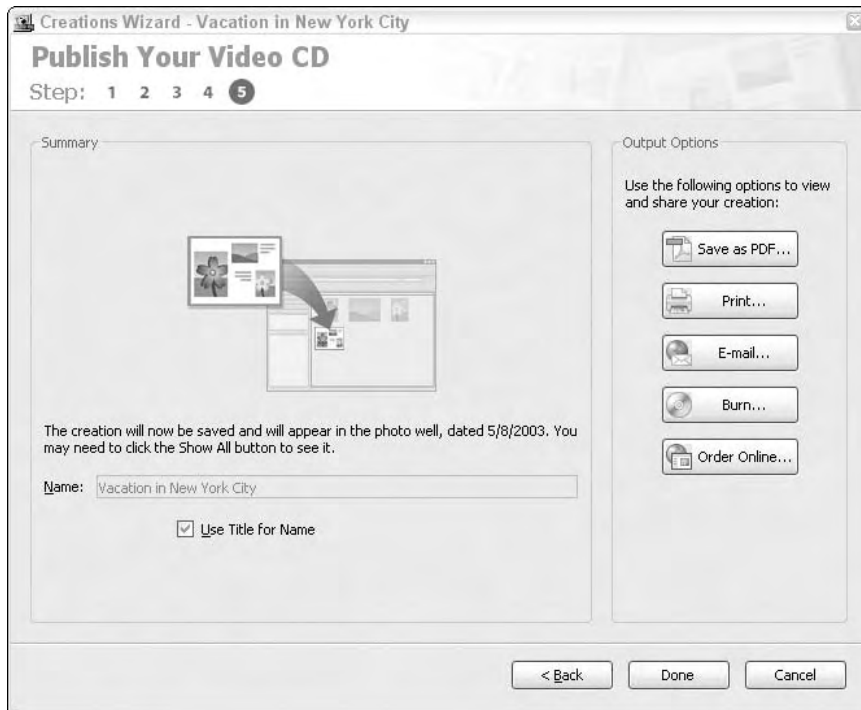 Creations Wizard - Vacation in New York City
Publish Your Video CD
Step: 1 2 3 4 5
Summary
The creation will now be saved and will appear in the photo well, dated 5/8/2003. You
may need to click the Show All button to see it.
Name: Vacation in New York City
Use Title for Name
Output Options
Use the following options to view
and share your creation:
Save as PDF...
Print...
E-mail...
Burn...
Order Online...
< Back
Done
Cancel